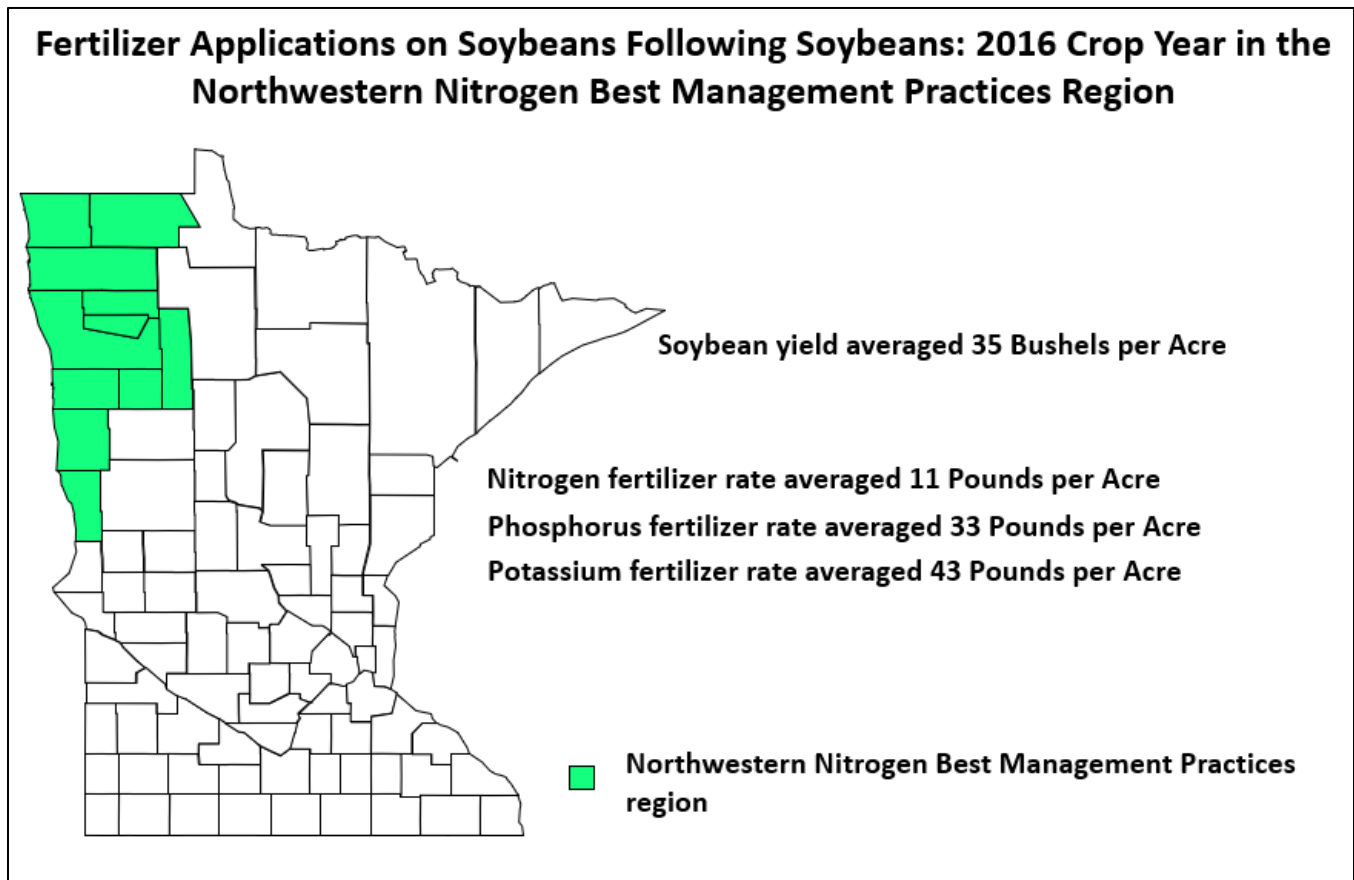 Fertilizer Applications on Soybeans Following Soybeans: 2016 Crop Year in the
Northwestern Nitrogen Best Management Practices Region
Soybean yield averaged 35 Bushels per Acre
Nitrogen fertilizer rate averaged 11 Pounds per Acre
Phosphorus fertilizer rate averaged 33 Pounds per Acre
Potassium fertilizer rate averaged 43 Pounds per Acre
Northwestern Nitrogen Best Management Practices
region